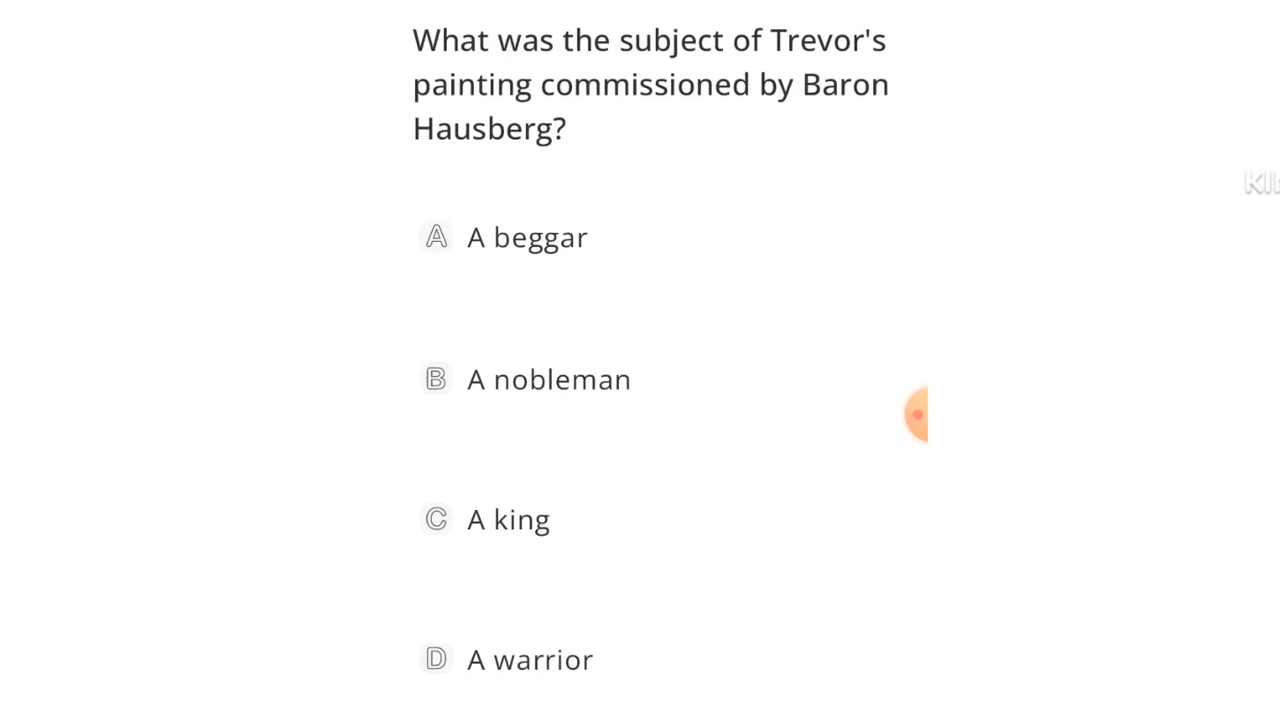 What was the subject of Trevor's
painting commissioned by Baron
Hausberg?
A A beggar
B A nobleman
C A king
D A warrior